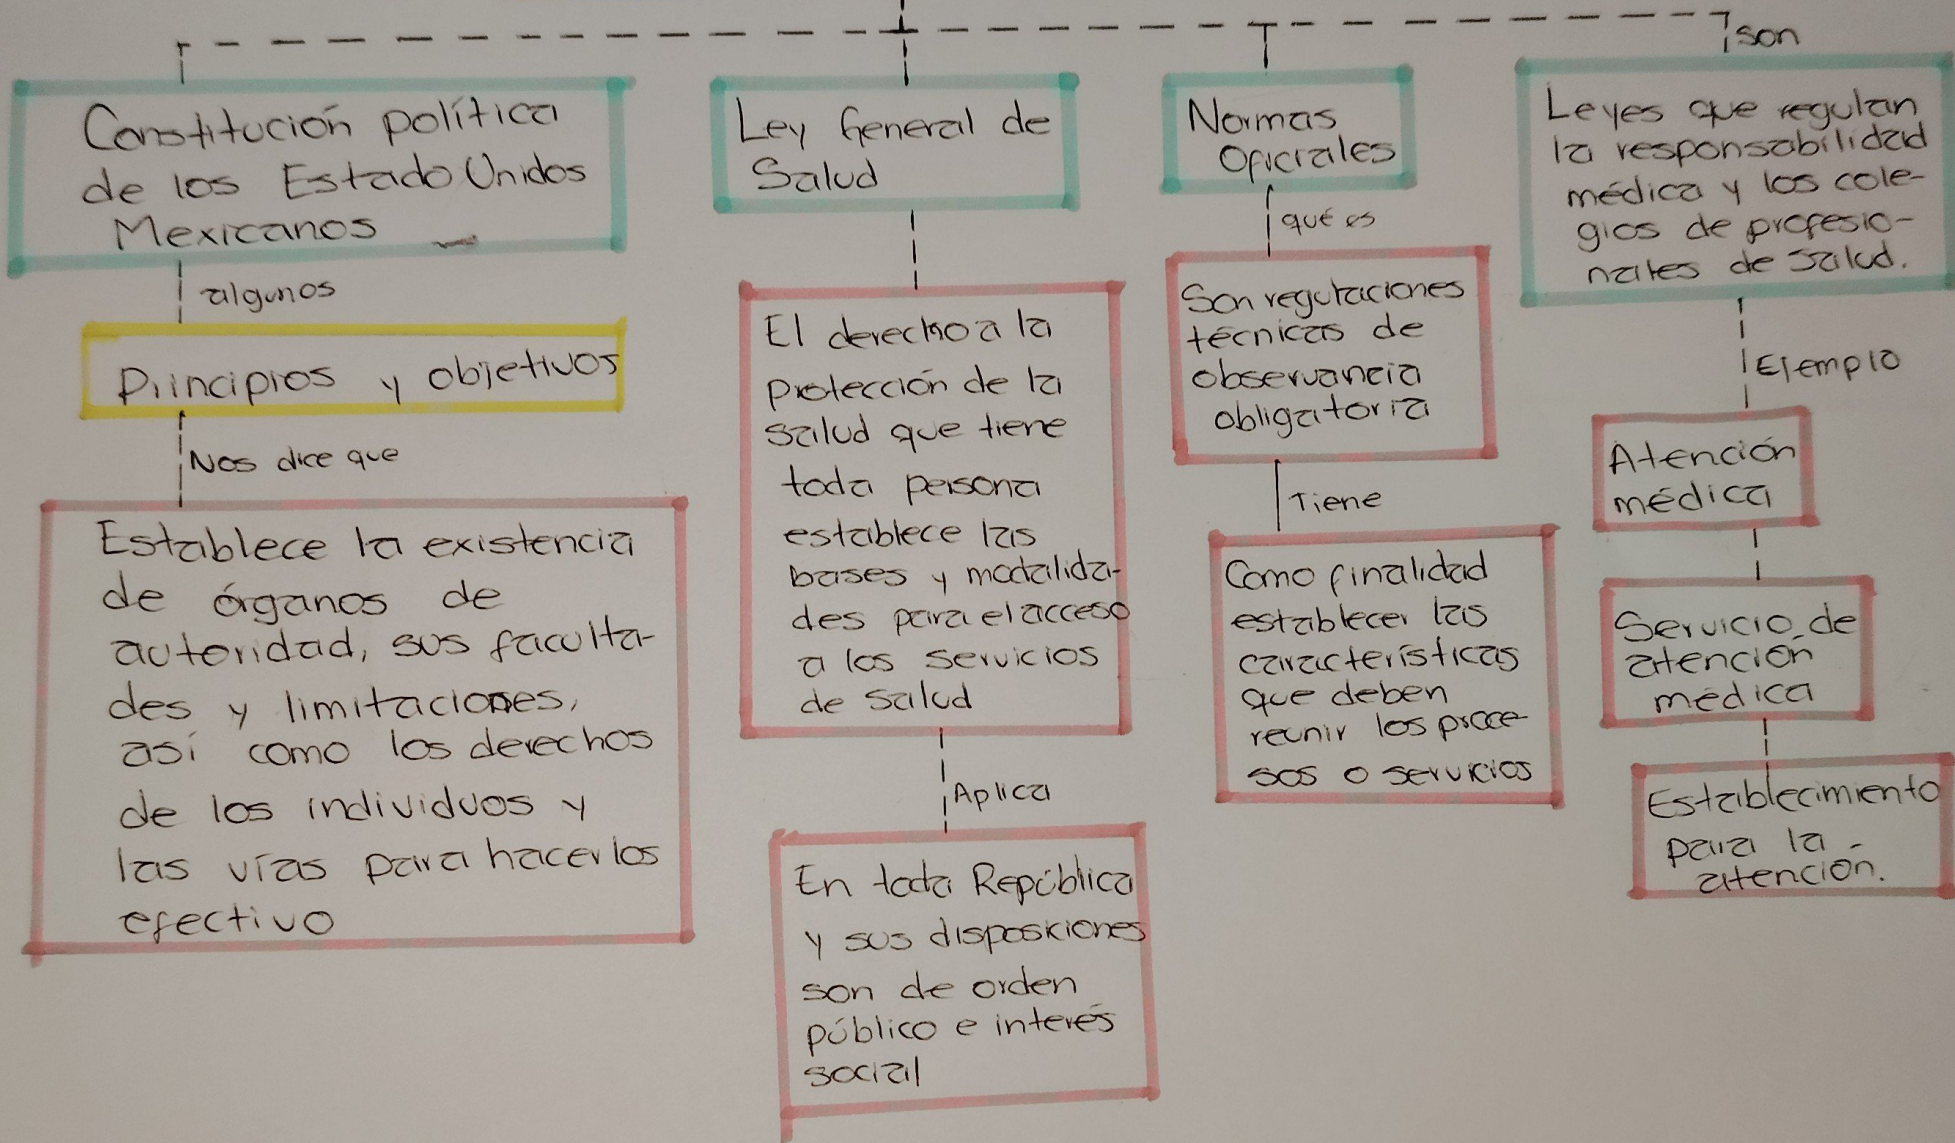 son
Constitución política
de los Estado Unidos
Mexicanos
algunos
Principios y objetivos
Nos dice que
Establece la existencia
de órganos de
autoridad, sus faculta-
des y limitaciones,
así como los derechos
de los individuos y
las vías para hacerlos
efectivo
Ley General de
Salud
El derecho a la
protección de la
salud que tiene
toda persona
establece las
bases y modalida-
des para el acceso
a los servicios
de salud
Aplica
En toda República
y sus disposiciones
son de orden
público e interés
social
Normas
Oficiales
qué es
Son regulaciones
técnicas de
observancia
obligatoria
Tiene
Como finalidad
establecer las
características
que deben
reunir los proce-
sos o servicios
Leyes que regulan
la responsabilidad
médica y los cole-
gios de profesio-
nales de salud.
Ejemplo
Atención
médica
Servicio de
atención
médica
Establecimiento
para la
atención.